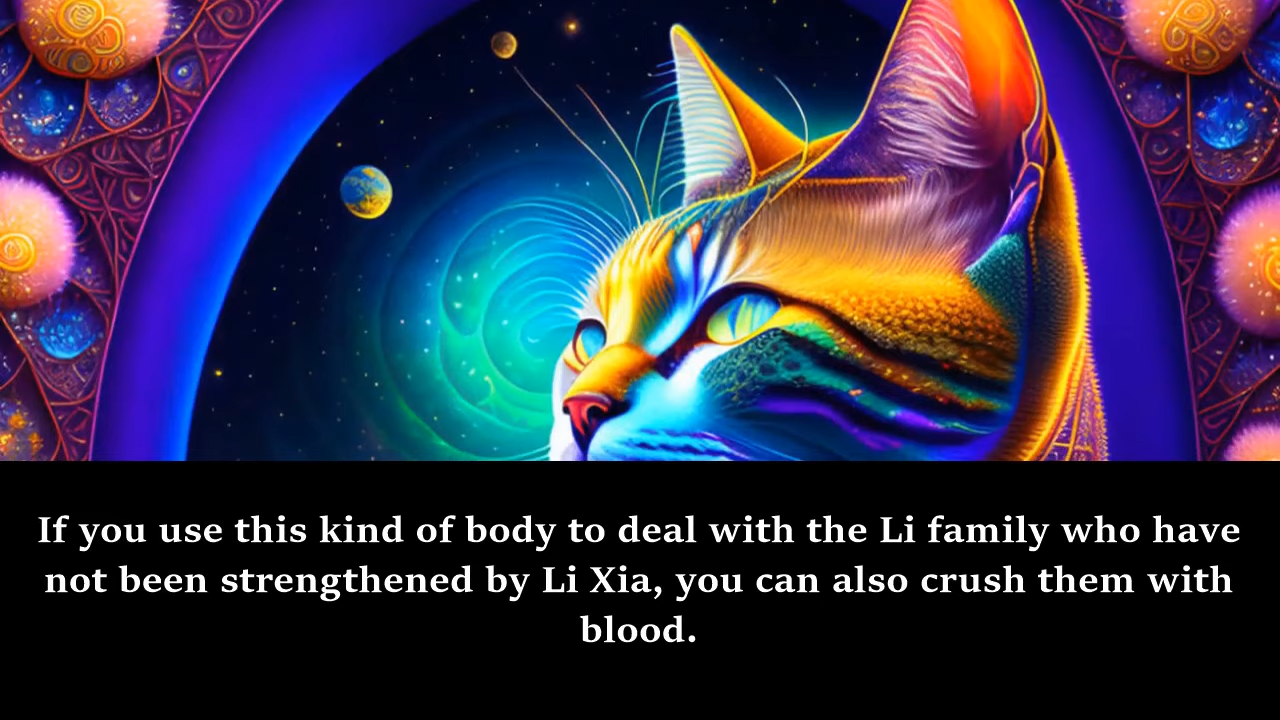 If you use this kind of body to deal with the Li family who have
not been strengthened by Li Xia, you can also crush them with
blood.